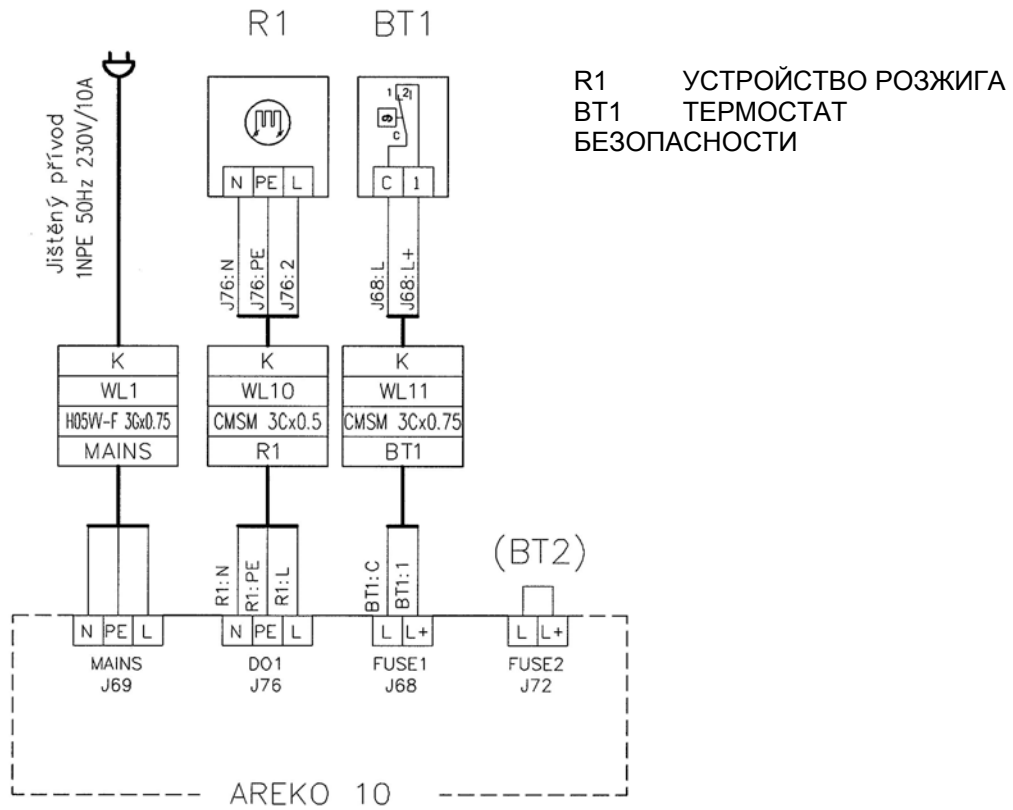 R1
BT1
R1 УСТРОЙСТВО РОЗЖИГА
BT1 ТЕРМОСТАТ
БЕЗОПАСНОСТИ
Jištěný přívod
1NPE 50Hz 230V/10A
1 2
C
N PE L
C 1
J76:N
J76:PE
J76:2
J68:L
J68:L+
K
WL1
H05VV-F 3Gx0.75
MAINS
K
WL10
CMSM 3Cx0.5
R1
K
WL11
CMSM 3Cx0.75
BT1
(BT2)
R1:N
R1:PE
R1:L
BT1:C
BT1:1
N PE L
MAINS
J69
N PE L
DO1
J76
L L+
FUSE1
J68
L L+
FUSE2
J72
AREKO 10